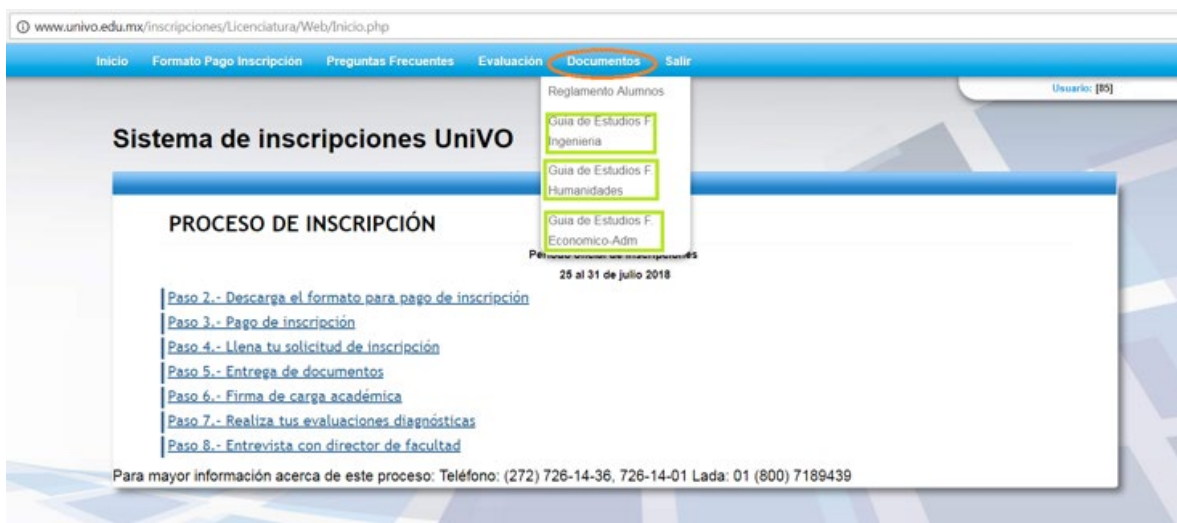 www.univo.edu.mx/inscripciones/Licenciatura/Web/Inicio.php
Inicio Formato Pago Inscripción Preguntas Frecuentes Evaluación Documentos Salir
Usuario: [85]
Reglamento Alumnos
Guia de Estudios F.
Ingenieria
Guia de Estudios F.
Humanidades
Guia de Estudios F.
Economico-Adm
Sistema de inscripciones UniVO
PROCESO DE INSCRIPCIÓN
Periodo oficial de inscripciones
25 al 31 de julio 2018
Paso 2.- Descarga el formato para pago de inscripción
Paso 3.- Pago de inscripción
Paso 4.- Llena tu solicitud de inscripción
Paso 5.- Entrega de documentos
Paso 6.- Firma de carga académica
Paso 7.- Realiza tus evaluaciones diagnósticas
Paso 8.- Entrevista con director de facultad
Para mayor información acerca de este proceso: Teléfono: (272) 726-14-36, 726-14-01 Lada: 01 (800) 7189439